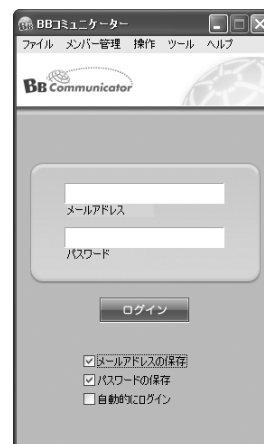 BBコミュニケーター
ファイル メンバー管理 操作 ツール ヘルプ
BB Communicator
メールアドレス
パスワード
ログイン
メールアドレスの保存
パスワードの保存
自動的にログイン